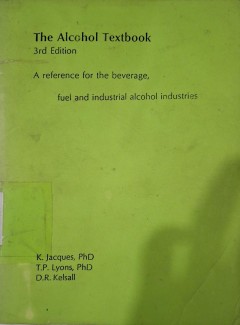 The Alcohol Textbook
3rd Edition
A reference for the beverage,
fuel and industrial alcohol industries
K. Jacques, PhD
T.P. Lyons, PhD
D.R. Kelsall